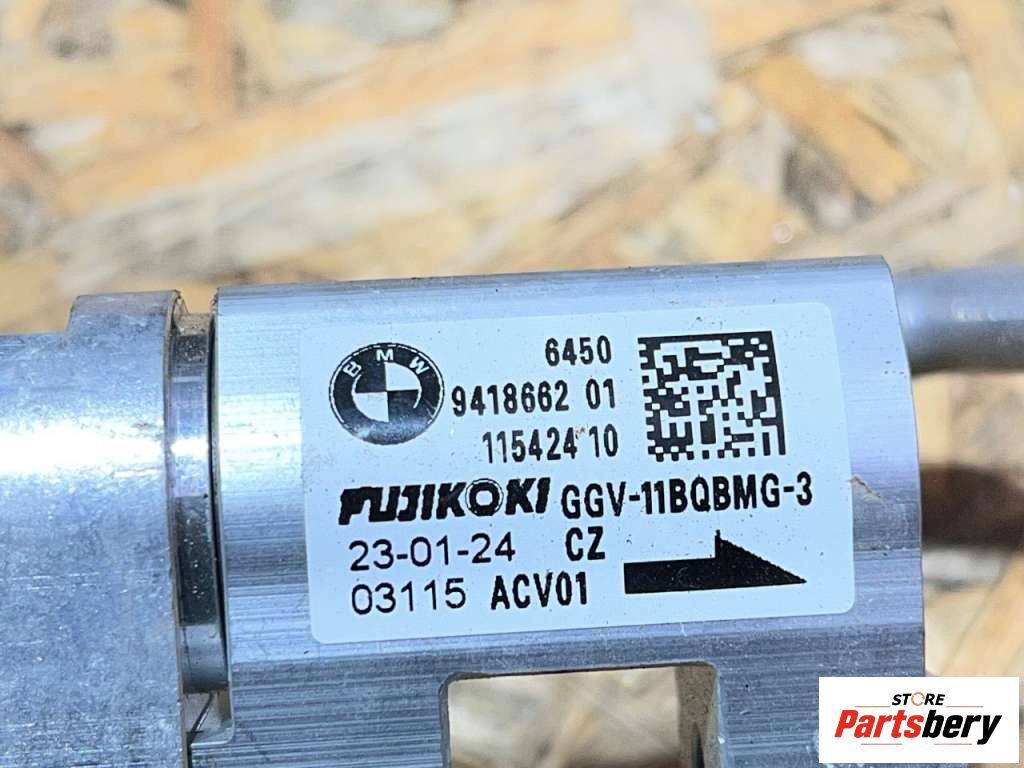 BMW
6450
9418662 01
115424 10
FUJIKOKI GGV-11BQBMG-3
23-01-24 CZ
03115 ACV01
STORE
Partsbery